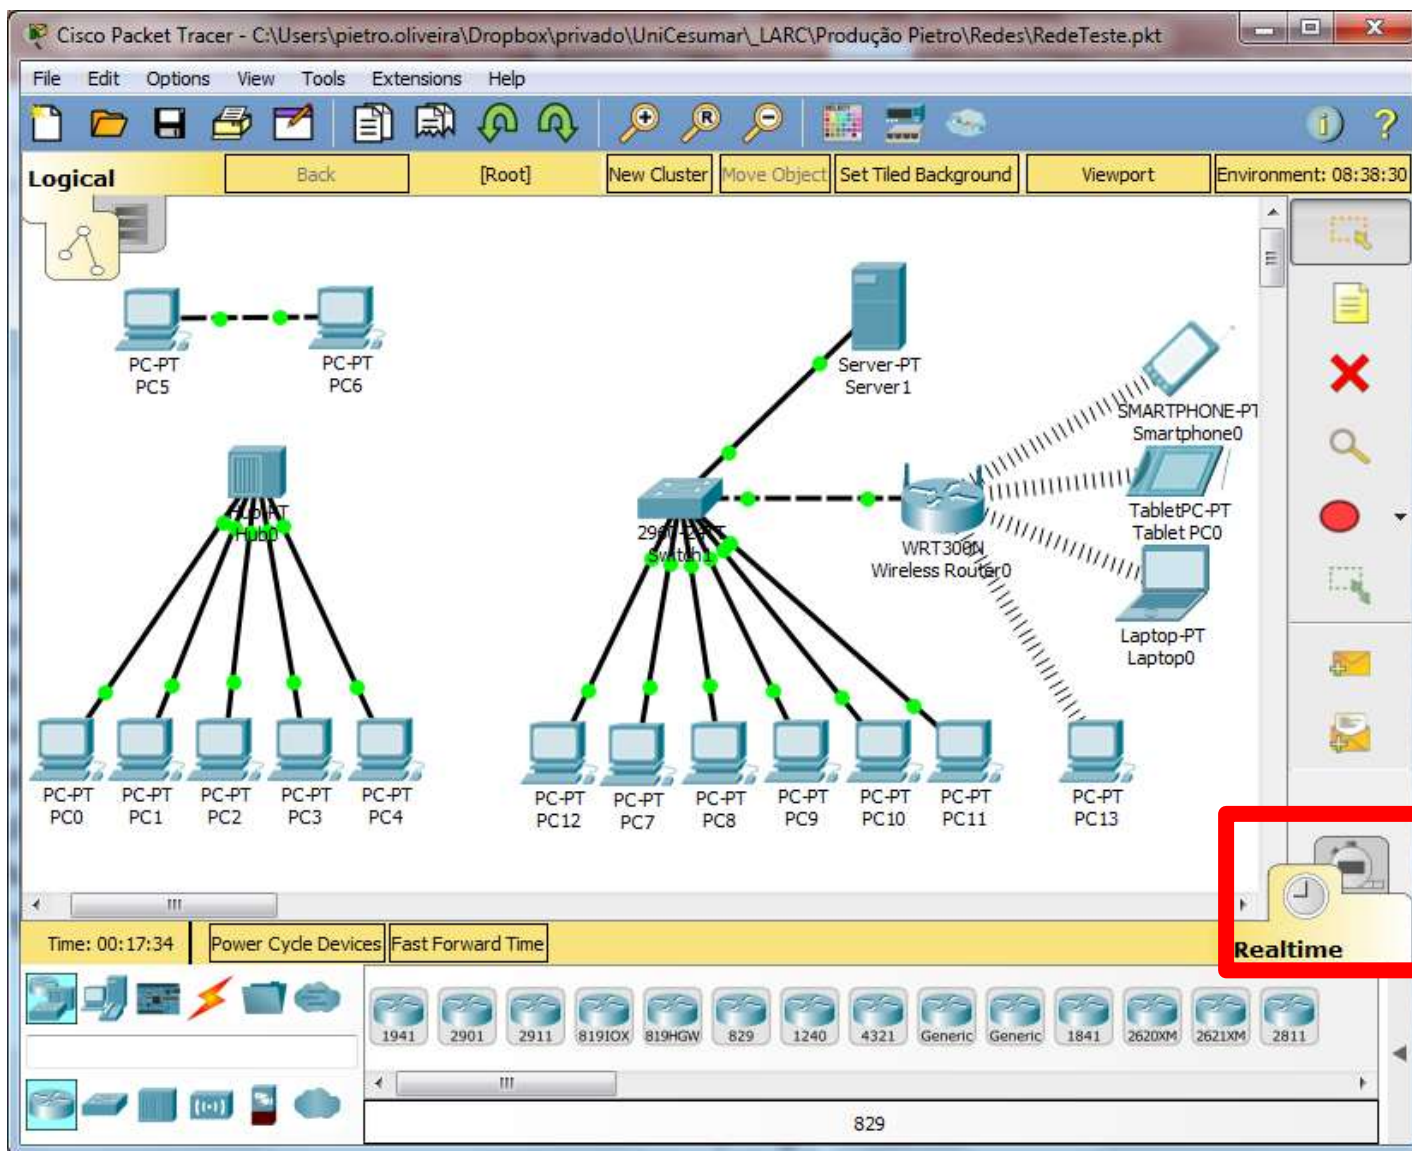 Cisco Packet Tracer - C:\Users\pietro.oliveira\Dropbox\privado\UniCesumar\_LARC\Produção Pietro\Redes\RedeTeste.pkt
File Edit Options View Tools Extensions Help
Logical Back [Root] New Cluster Move Object Set Tiled Background Viewport Environment: 08:38:30
PC-PT
PC5
PC-PT
PC6
Server-PT
Server1
SMARTPHONE-PT
Smartphone0
TabletPC-PT
Tablet PC0
Hub0
Switch1
WRT300N
Wireless Router0
Laptop-PT
Laptop0
PC-PT
PC0
PC-PT
PC1
PC-PT
PC2
PC-PT
PC3
PC-PT
PC4
PC-PT
PC12
PC-PT
PC7
PC-PT
PC8
PC-PT
PC9
PC-PT
PC10
PC-PT
PC11
PC-PT
PC13
Time: 00:17:34 Power Cycle Devices Fast Forward Time Realtime
1941 2901 2911 819IOX 819HGW 829 1240 4321 Generic Generic 1841 2620XM 2621XM 2811
829